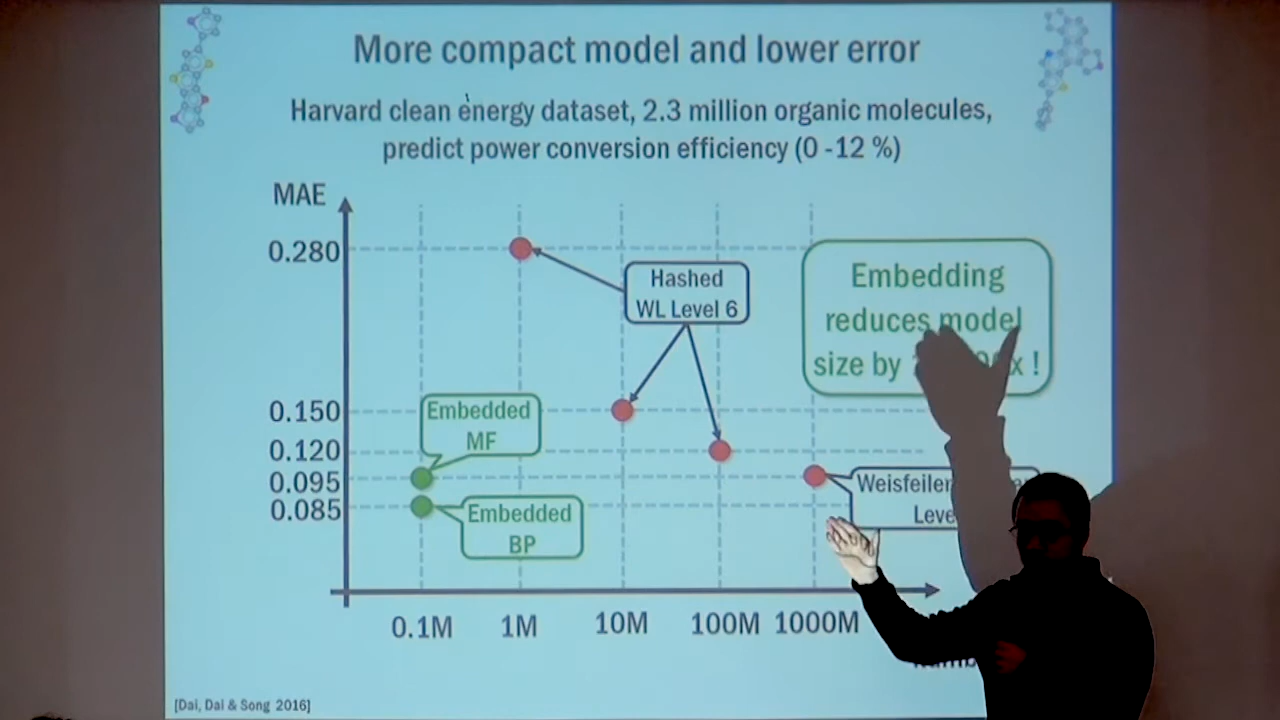 More compact model and lower error
Harvard clean energy dataset, 2.3 million organic molecules,
predict power conversion efficiency (0 -12 %)
MAE
0.280
0.150
0.120
0.095
0.085
Hashed
WL Level 6
Embedding
reduces model
size by x !
Embedded
MF
Embedded
BP
Weisfeiler
0.1M 1M 10M 100M 1000M
[Dai, Dai & Song 2016]